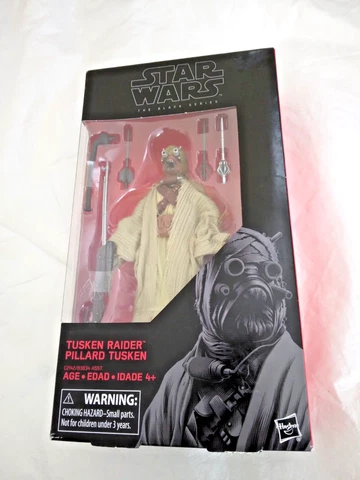 STAR
WARS
THE BLACK SERIES
TUSKEN RAIDER™
PILLARD TUSKEN
AGE • EDAD • IDADE 4+
WARNING:
CHOKING HAZARD–Small parts.
Not for children under 3 years.
Hasbro